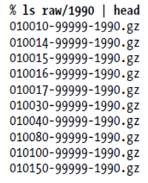 % ls raw/1990 | head
010010-99999-1990.gz
010014-99999-1990.gz
010015-99999-1990.gz
010016-99999-1990.gz
010017-99999-1990.gz
010030-99999-1990.gz
010040-99999-1990.gz
010080-99999-1990.gz
010100-99999-1990.gz
010150-99999-1990.gz